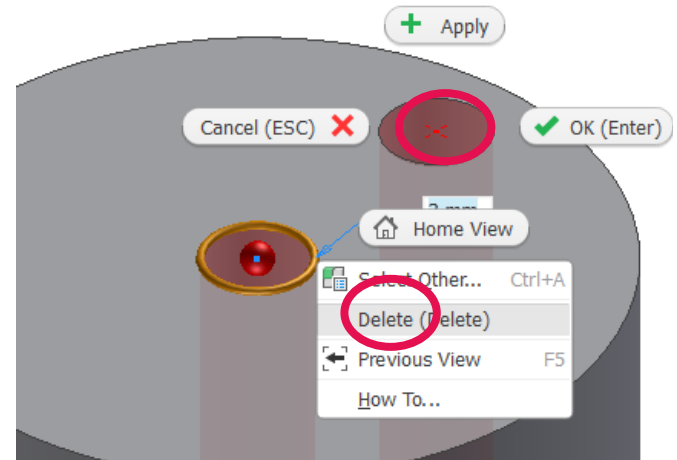 Apply
Cancel (ESC)
OK (Enter)
Home View
Select Other... Ctrl+A
Delete (Delete)
Previous View F5
How To...